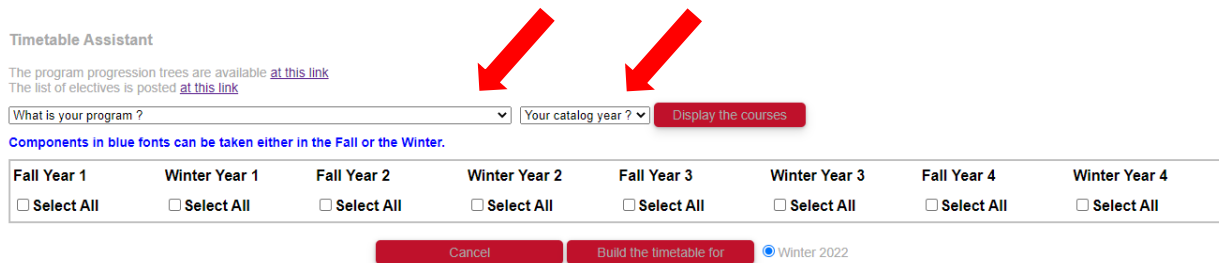 Timetable Assistant
The program progression trees are available at this link
The list of electives is posted at this link
What is your program ? Your catalog year ? Display the courses
Components in blue fonts can be taken either in the Fall or the Winter.
Fall Year 1 Winter Year 1 Fall Year 2 Winter Year 2 Fall Year 3 Winter Year 3 Fall Year 4 Winter Year 4
Select All Select All Select All Select All Select All Select All Select All Select All
Cancel Build the timetable for Winter 2022